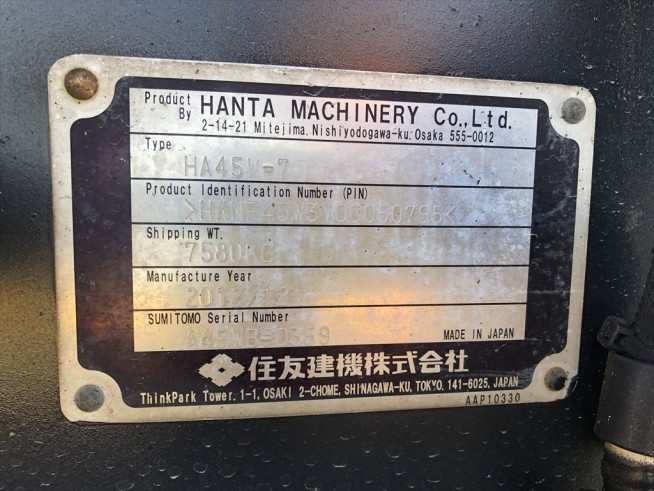 Product By HANTA MACHINERY Co.,Ltd.
2-14-21 Mitejima, Nishiyodogawa-ku, Osaka 555-0012
Type
HA45W-7
Product Identification Number (PIN)
Shipping WT.
7580KG
Manufacture Year
SUMITOMO Serial Number
MADE IN JAPAN
住友建機株式会社
ThinkPark Tower, 1-1, OSAKI 2-CHOME, SHINAGAWA-KU, TOKYO, 141-6025, JAPAN
AAP10330